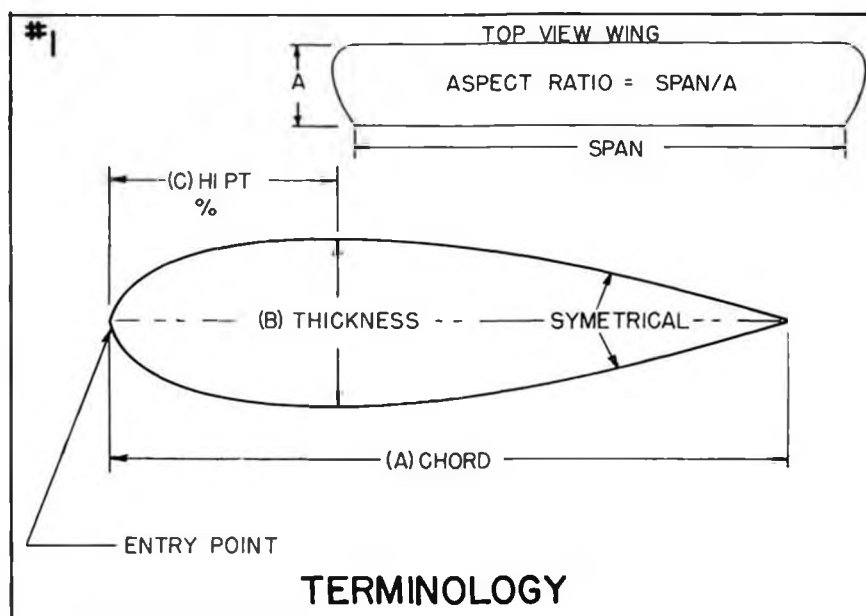 #1
TOP VIEW WING
A
ASPECT RATIO = SPAN/A
SPAN
(C) HI PT
%
(B) THICKNESS
SYMETRICAL
(A) CHORD
ENTRY POINT
TERMINOLOGY